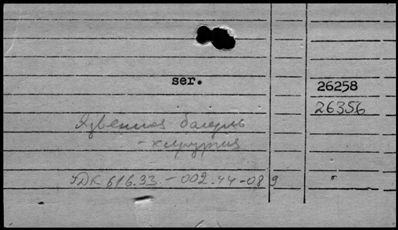 ser.
26258
26356
Язвенная болезнь
- хирургия
УДК 616.33-002.44-089